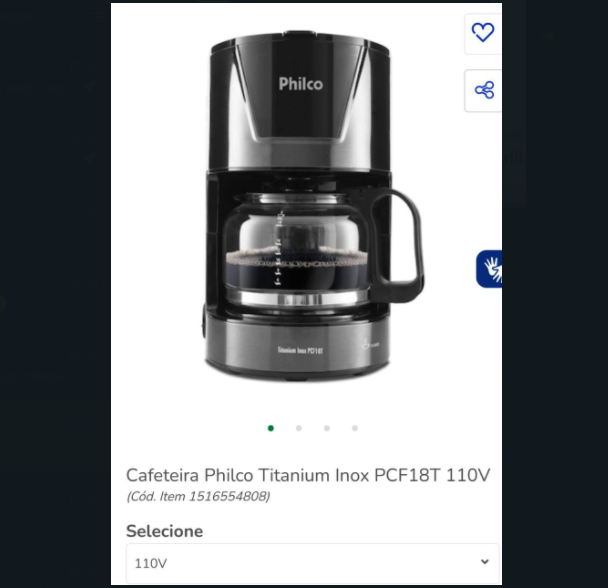 Philco
Titanium Inox PCF18T
Cafeteira Philco Titanium Inox PCF18T 110V
(Cód. Item 1516554808)
Selecione
110V